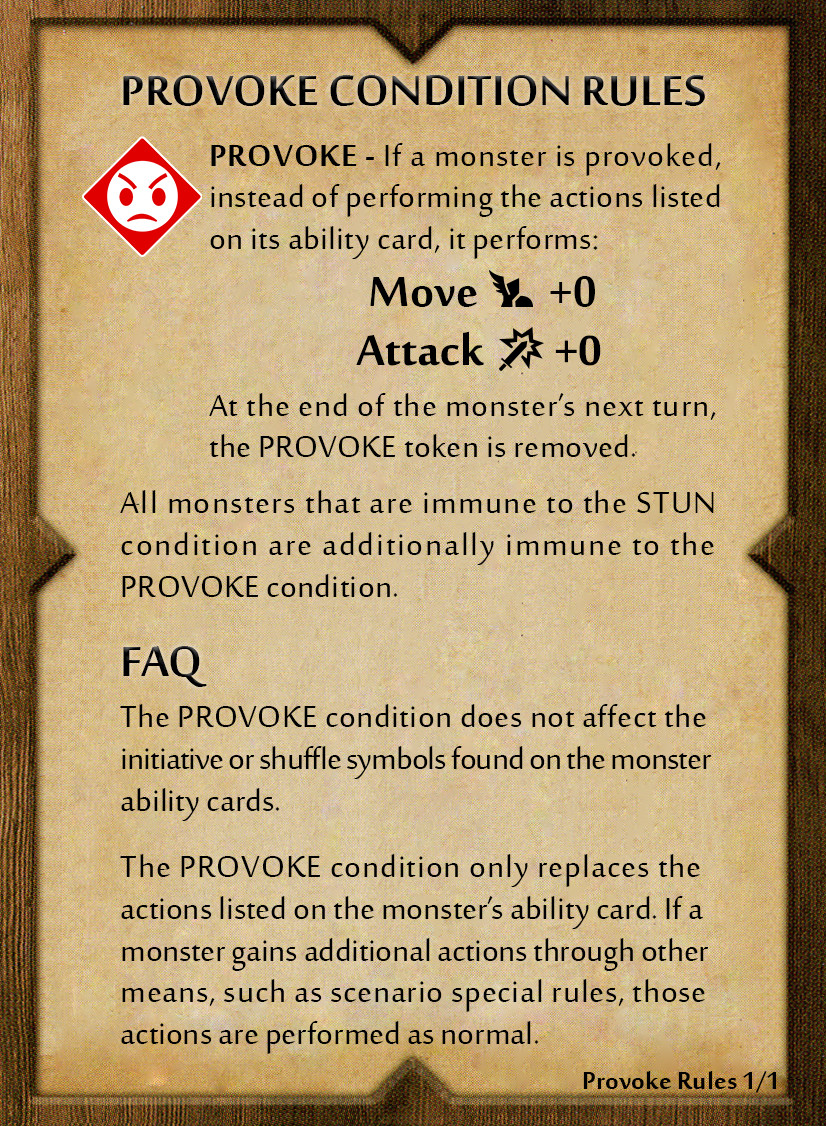 PROVOKE CONDITION RULES
PROVOKE - If a monster is provoked,
instead of performing the actions listed
on its ability card, it performs:
Move +0
Attack +0
At the end of the monster's next turn,
the PROVOKE token is removed.
All monsters that are immune to the STUN
condition are additionally immune to the
PROVOKE condition.
FAQ
The PROVOKE condition does not affect the
initiative or shuffle symbols found on the monster
ability cards.
The PROVOKE condition only replaces the
actions listed on the monster's ability card. If a
monster gains additional actions through other
means, such as scenario special rules, those
actions are performed as normal.
Provoke Rules 1/1